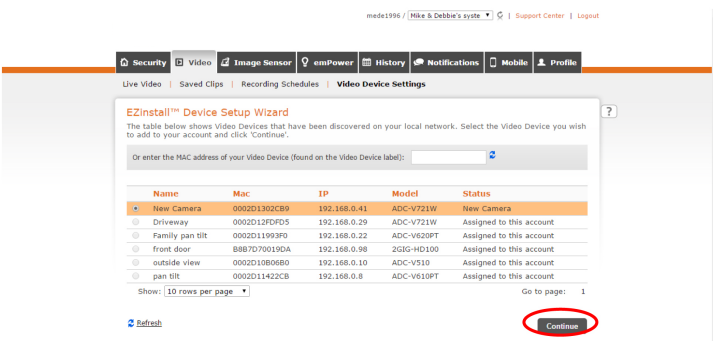 mede1996 / Mike & Debbie's syste ▼ | Support Center | Logout
Security Video Image Sensor emPower History Notifications Mobile Profile
Live Video | Saved Clips | Recording Schedules | Video Device Settings
EZinstall™ Device Setup Wizard
?
The table below shows Video Devices that have been discovered on your local network. Select the Video Device you wish
to add to your account and click 'Continue'.
Or enter the MAC address of your Video Device (found on the Video Device label):
Name Mac IP Model Status
New Camera 0002D1302CB9 192.168.0.41 ADC-V721W New Camera
Driveway 0002D12FDFD5 192.168.0.29 ADC-V721W Assigned to this account
Family pan tilt 0002D11993F0 192.168.0.22 ADC-V620PT Assigned to this account
front door B8B7D70019DA 192.168.0.98 2GIG-HD100 Assigned to this account
outside view 0002D10B06B0 192.168.0.10 ADC-V510 Assigned to this account
pan tilt 0002D11422CB 192.168.0.8 ADC-V610PT Assigned to this account
Show: 10 rows per page ▼ Go to page: 1
Refresh
Continue